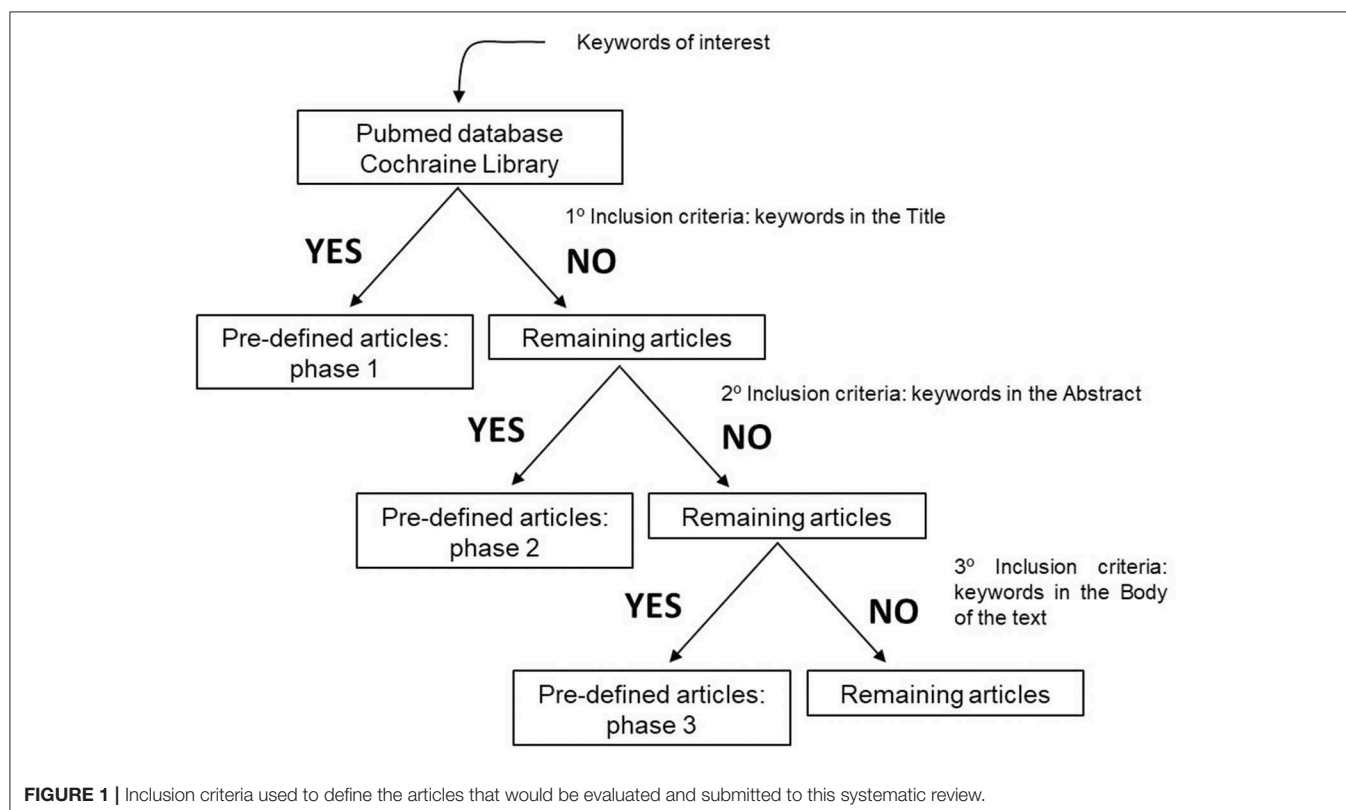 Keywords of interest
Pubmed database
Cochraine Library
1º Inclusion criteria: keywords in the Title
YES
NO
Pre-defined articles:
phase 1
Remaining articles
2º Inclusion criteria: keywords in the Abstract
YES
NO
Pre-defined articles:
phase 2
Remaining articles
3º Inclusion criteria:
keywords in the Body
of the text
YES
NO
Pre-defined articles:
phase 3
Remaining articles
FIGURE 1 | Inclusion criteria used to define the articles that would be evaluated and submitted to this systematic review.